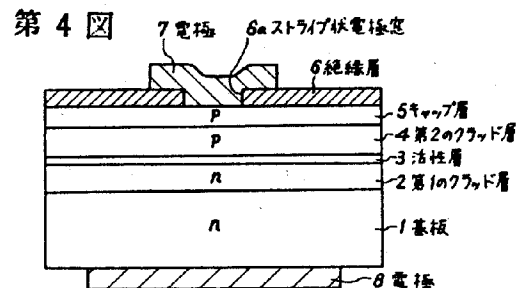 第4図
7電極
6aストライプ状電極窓
6絶縁層
P
5キャップ層
P
4第2のクラッド層
3活性層
n
2第1のクラッド層
n
1基板
8電極